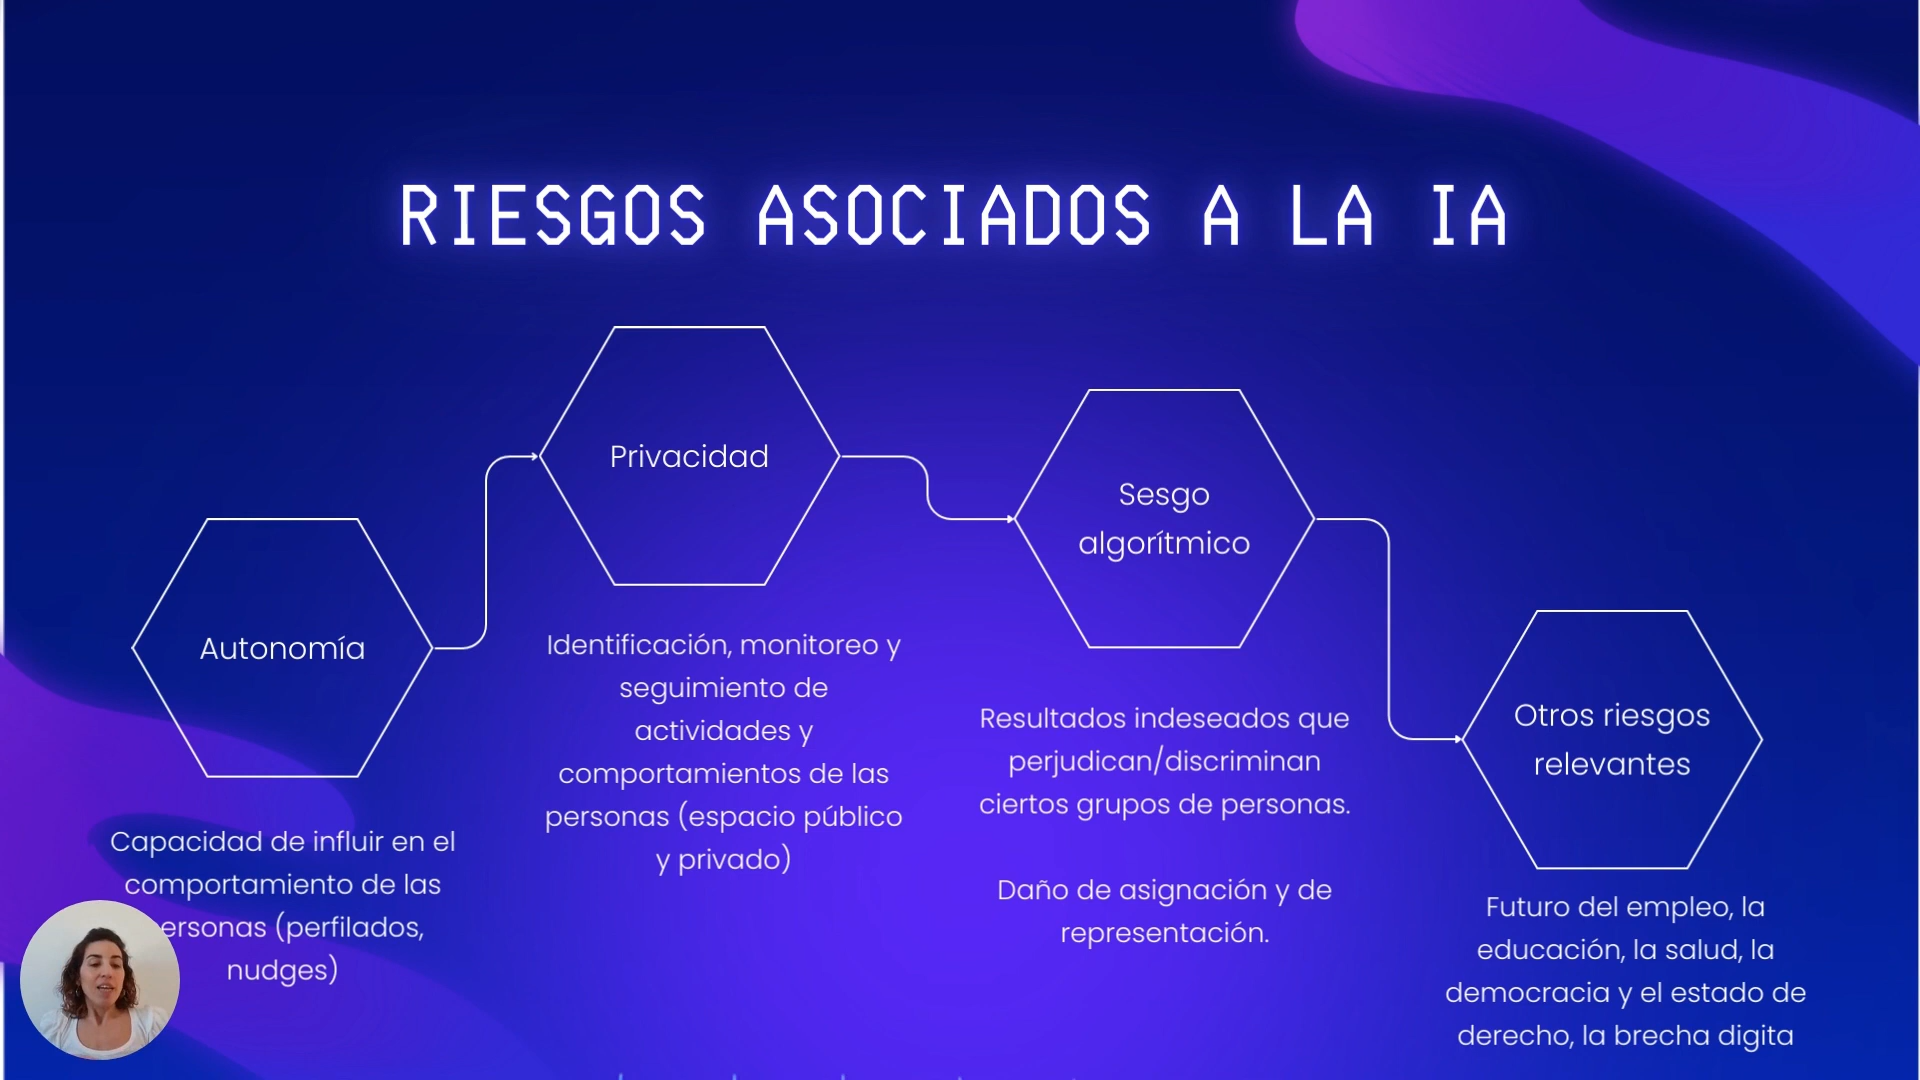 RIESGOS ASOCIADOS A LA IA
Autonomía
Capacidad de influir en el
comportamiento de las
ersonas (perfilados,
nudges)
Privacidad
Identificación, monitoreo y
seguimiento de
actividades y
comportamientos de las
personas (espacio público
y privado)
Sesgo
algorítmico
Resultados indeseados que
perjudican/discriminan
ciertos grupos de personas.
Daño de asignación y de
representación.
Otros riesgos
relevantes
Futuro del empleo, la
educación, la salud, la
democracia y el estado de
derecho, la brecha digita